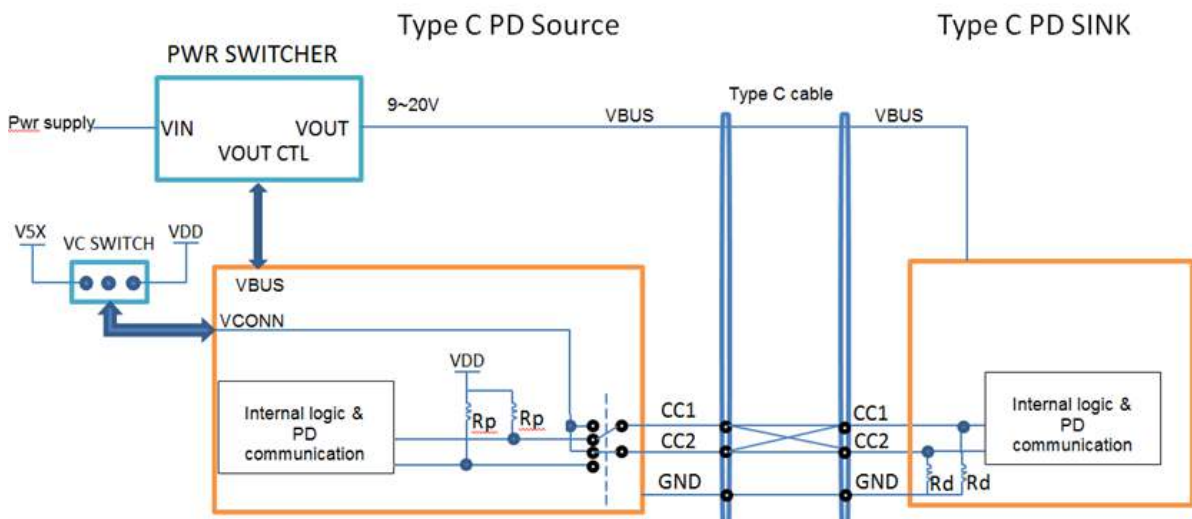 Type C PD Source
Type C PD SINK
PWR SWITCHER
Pwr supply
VIN
VOUT
VOUT CTL
9~20V
VBUS
Type C cable
VBUS
V5X
VC SWITCH
VDD
VBUS
VCONN
VDD
Rp
Rp
Internal logic &
PD
communication
CC1
CC2
GND
CC1
CC2
GND
Rd
Rd
Internal logic &
PD
communication